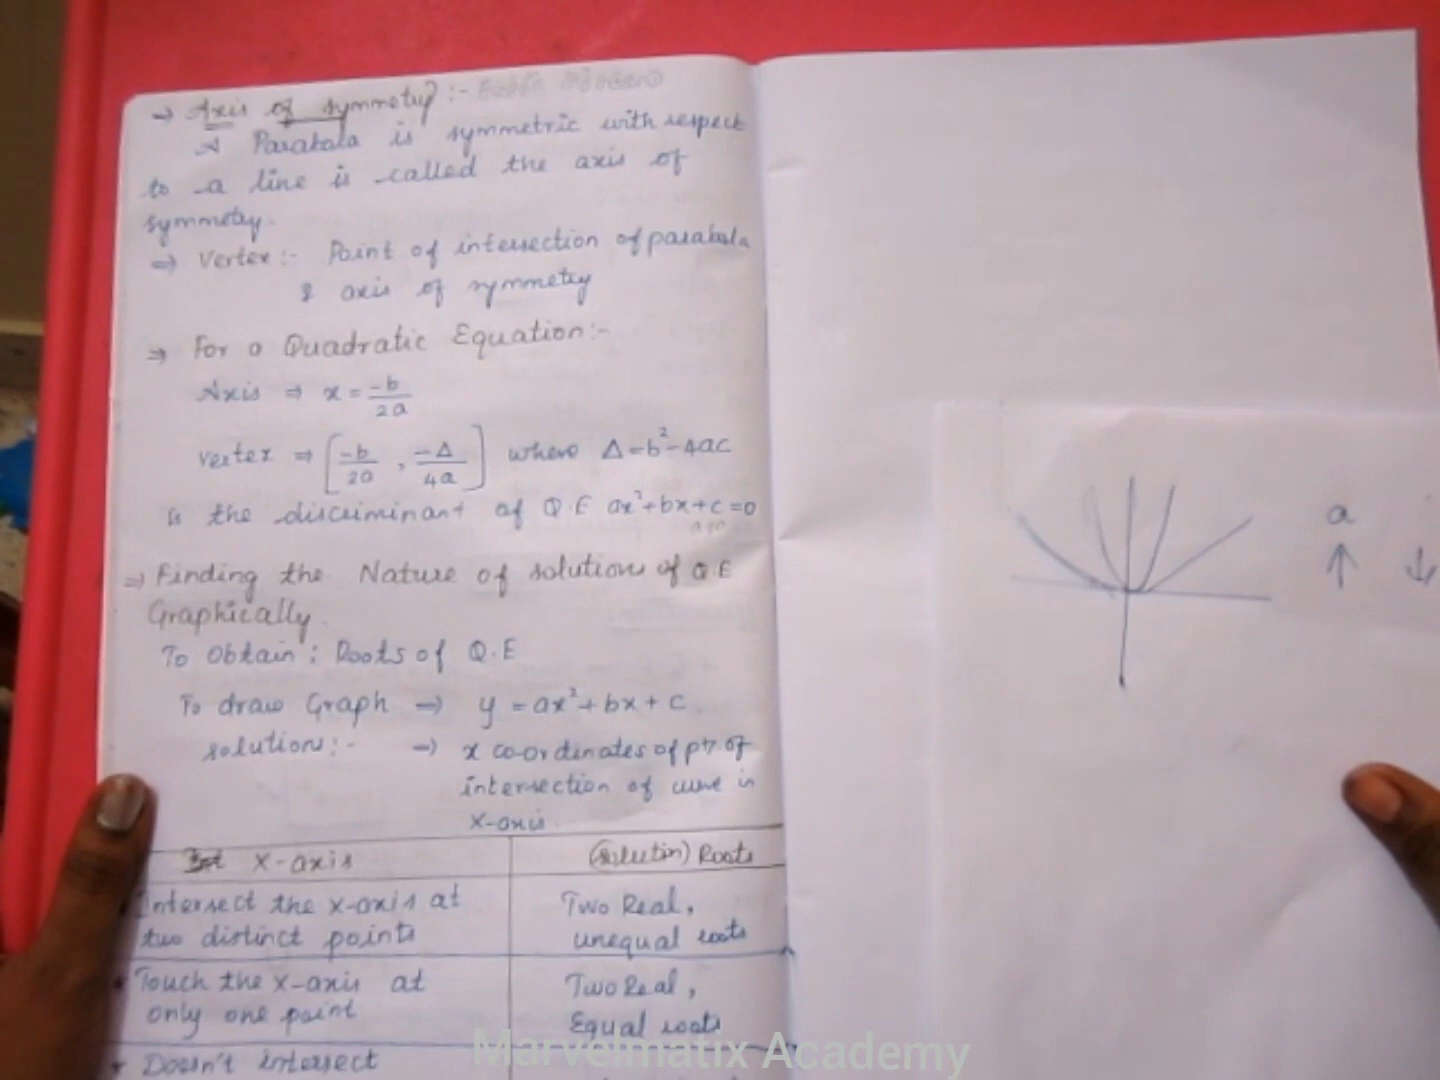 ⇒ Axis of symmetry :-
A Parabola is symmetric with respect
to a line is called the axis of
symmetry.
⇒ Vertex :- Point of intersection of parabola
& axis of symmetry
⇒ For a Quadratic Equation:-
Axis ⇒ x = -b/2a
Vertex ⇒ [-b/2a , -Δ/4a] where Δ=b²-4ac
is the discriminant of Q.E ax²+bx+c=0
⇒ Finding the Nature of solution of Q.E
Graphically.
To Obtain : Roots of Q.E
To draw Graph ⇒ y = ax²+bx+c
solution:- ⇒ x co-ordinates of pt. of
intersection of curve in
X-axis
X-axis (solution) Roots
Intersect the X-axis at Two Real,
two distinct points unequal roots
* Touch the X-axis at Two Real,
only one point Equal roots
* Doesn't intersect
a ↑ ↓
Marvelmatix Academy